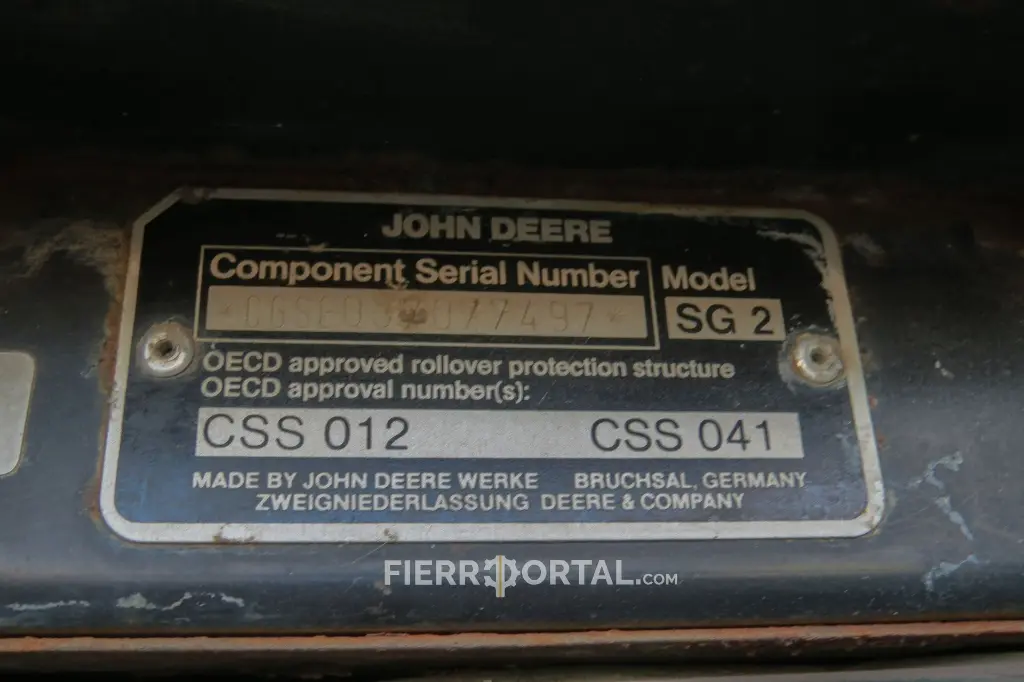 JOHN DEERE
Component Serial Number Model
SG 2
OECD approved rollover protection structure
OECD approval number(s):
CSS 012 CSS 041
MADE BY JOHN DEERE WERKE BRUCHSAL, GERMANY
ZWEIGNIEDERLASSUNG DEERE & COMPANY
FIERROPORTAL.COM